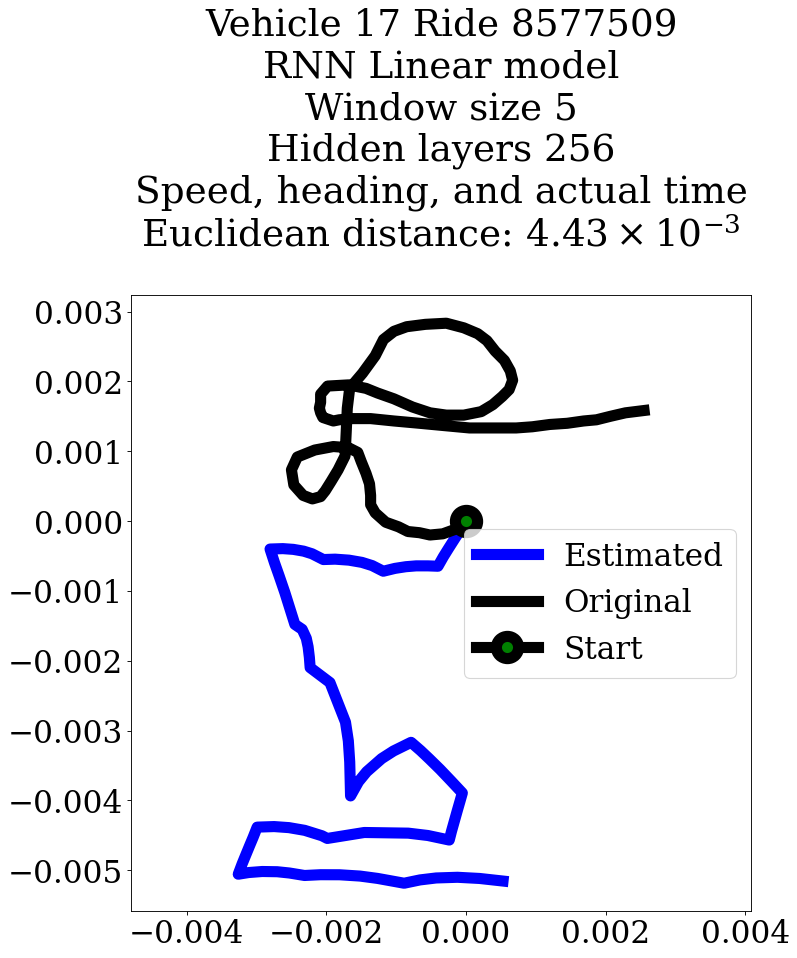 Vehicle 17 Ride 8577509
RNN Linear model
Window size 5
Hidden layers 256
Speed, heading, and actual time
Euclidean distance: 4.43 × 10⁻³
0.003
0.002
0.001
0.000
−0.001
−0.002
−0.003
−0.004
−0.005
Estimated
Original
Start
−0.004 −0.002 0.000 0.002 0.004